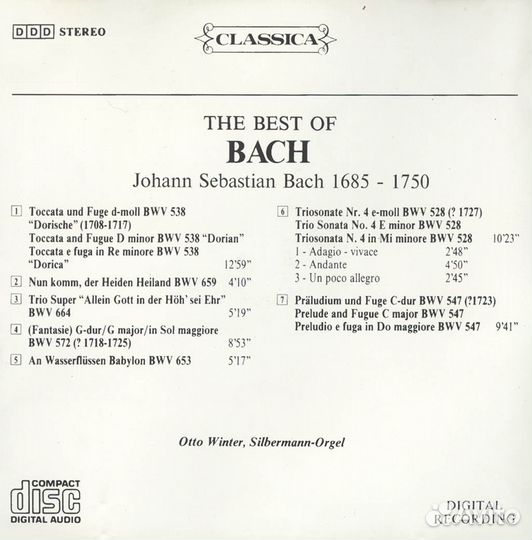 DDD STEREO
CLASSICA
THE BEST OF
BACH
Johann Sebastian Bach 1685 - 1750
1 Toccata und Fuge d-moll BWV 538
"Dorische" (1708-1717)
Toccata and Fugue D minor BWV 538 "Dorian"
Toccata e fuga in Re minore BWV 538
"Dorica" 12'59"
2 Nun komm, der Heiden Heiland BWV 659 4'10"
3 Trio Super "Allein Gott in der Höh' sei Ehr"
BWV 664 5'19"
4 (Fantasie) G-dur/G major/in Sol maggiore
BWV 572 (? 1718-1725) 8'53"
5 An Wasserflüssen Babylon BWV 653 5'17"
6 Triosonate Nr. 4 e-moll BWV 528 (? 1727)
Trio Sonata No. 4 E minor BWV 528
Triosonata N. 4 in Mi minore BWV 528 10'23"
1 - Adagio - vivace 2'48"
2 - Andante 4'50"
3 - Un poco allegro 2'45"
7 Präludium und Fuge C-dur BWV 547 (?1723)
Prelude and Fugue C major BWV 547
Preludio e fuga in Do maggiore BWV 547 9'41"
Otto Winter, Silbermann-Orgel
COMPACT
disc
DIGITAL AUDIO
DIGITAL
RECORDING
Avito